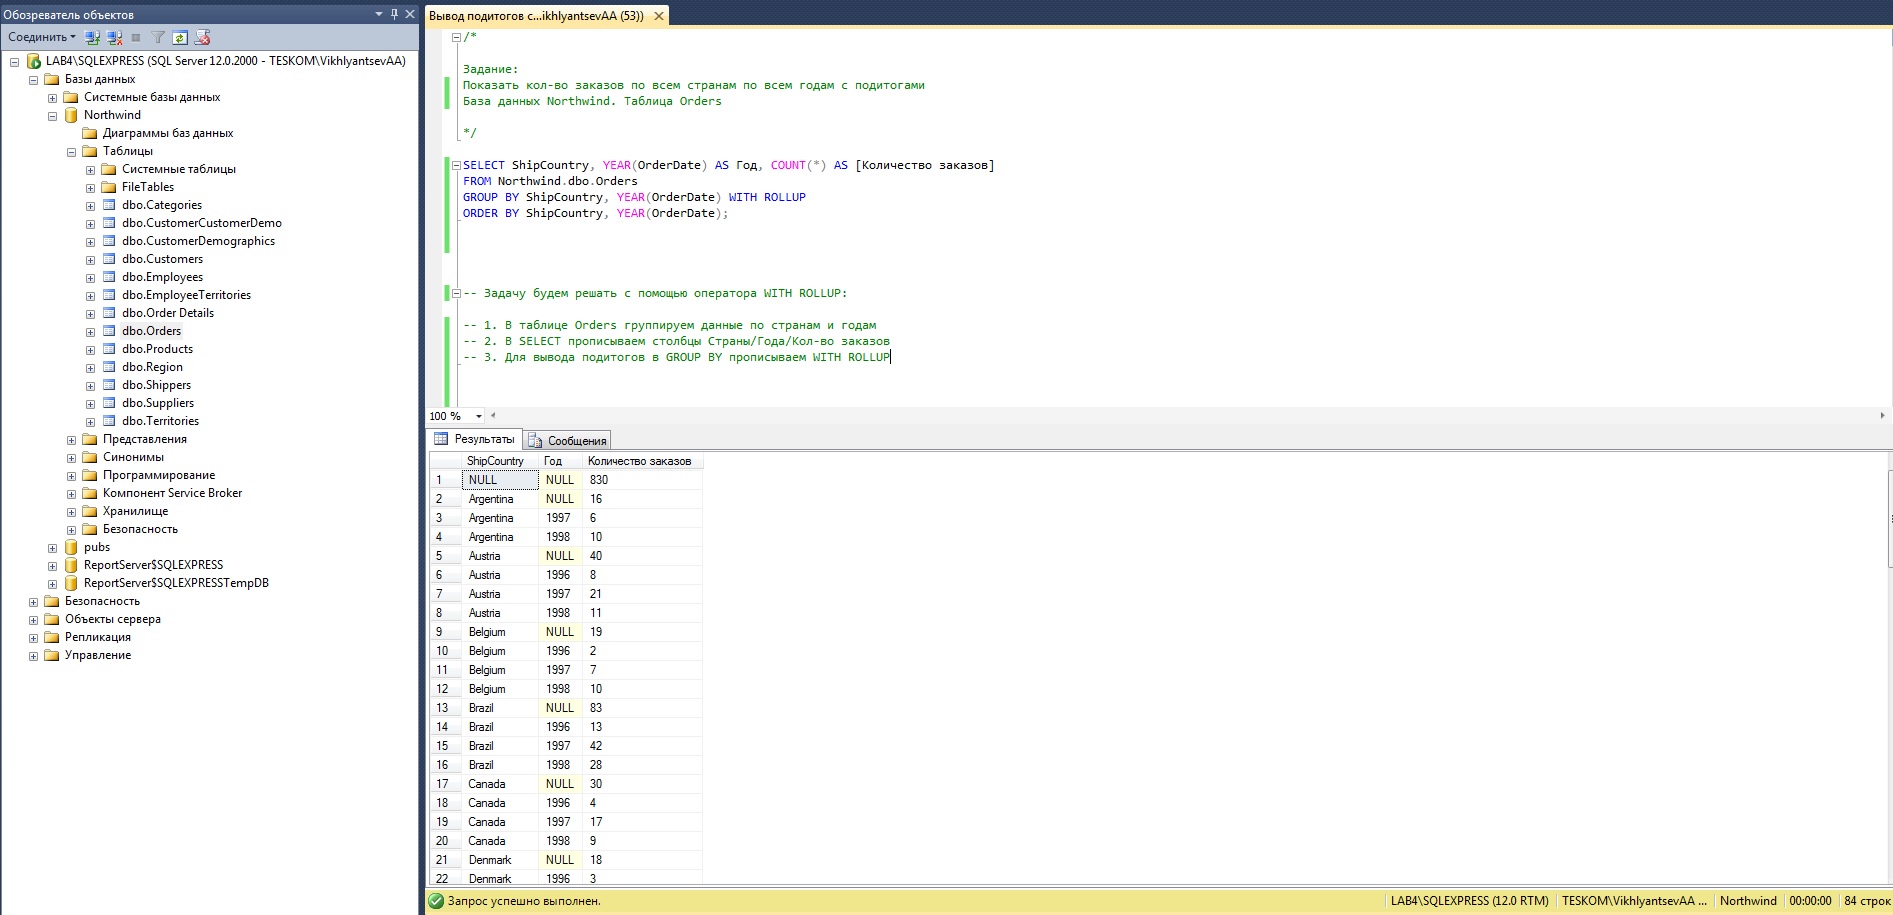 Обозреватель объектов
Соединить
LAB4\SQLEXPRESS (SQL Server 12.0.2000 - TESKOM\VikhlyantsevAA)
Базы данных
Системные базы данных
Northwind
Диаграммы баз данных
Таблицы
Системные таблицы
FileTables
dbo.Categories
dbo.CustomerCustomerDemo
dbo.CustomerDemographics
dbo.Customers
dbo.Employees
dbo.EmployeeTerritories
dbo.Order Details
dbo.Orders
dbo.Products
dbo.Region
dbo.Shippers
dbo.Suppliers
dbo.Territories
Представления
Синонимы
Программирование
Компонент Service Broker
Хранилище
Безопасность
pubs
ReportServer$SQLEXPRESS
ReportServer$SQLEXPRESSTempDB
Безопасность
Объекты сервера
Репликация
Управление
Вывод подитогов с...ikhlyantsevAA (53))
/*
Задание:
Показать кол-во заказов по всем странам по всем годам с подитогами
База данных Northwind. Таблица Orders
*/
SELECT ShipCountry, YEAR(OrderDate) AS Год, COUNT(*) AS [Количество заказов]
FROM Northwind.dbo.Orders
GROUP BY ShipCountry, YEAR(OrderDate) WITH ROLLUP
ORDER BY ShipCountry, YEAR(OrderDate);
-- Задачу будем решать с помощью оператора WITH ROLLUP:
-- 1. В таблице Orders группируем данные по странам и годам
-- 2. В SELECT прописываем столбцы Страны/Года/Кол-во заказов
-- 3. Для вывода подитогов в GROUP BY прописываем WITH ROLLUP
100 %
Результаты Сообщения
ShipCountry Год Количество заказов
1 NULL NULL 830
2 Argentina NULL 16
3 Argentina 1997 6
4 Argentina 1998 10
5 Austria NULL 40
6 Austria 1996 8
7 Austria 1997 21
8 Austria 1998 11
9 Belgium NULL 19
10 Belgium 1996 2
11 Belgium 1997 7
12 Belgium 1998 10
13 Brazil NULL 83
14 Brazil 1996 13
15 Brazil 1997 42
16 Brazil 1998 28
17 Canada NULL 30
18 Canada 1996 4
19 Canada 1997 17
20 Canada 1998 9
21 Denmark NULL 18
22 Denmark 1996 3
Запрос успешно выполнен. LAB4\SQLEXPRESS (12.0 RTM) TESKOM\VikhlyantsevAA ... Northwind 00:00:00 84 строк